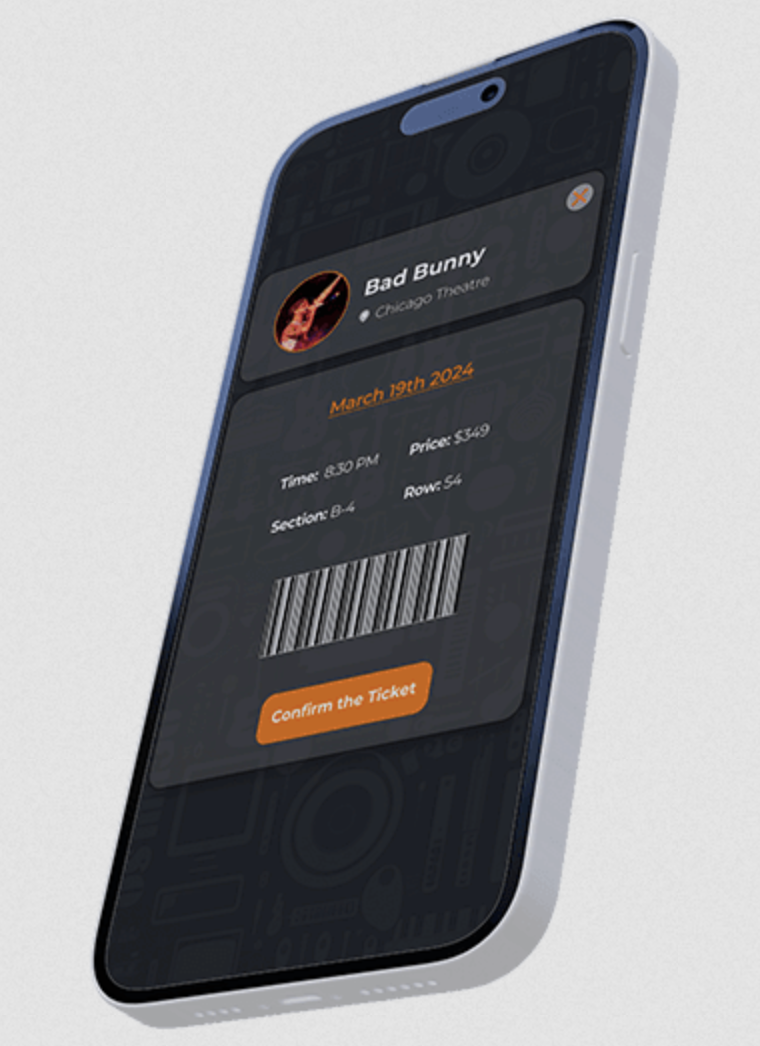 Bad Bunny
Chicago Theatre
March 19th 2024
Time: 8:30 PM Price: $349
Section: B-4 Row: 54
Confirm the Ticket